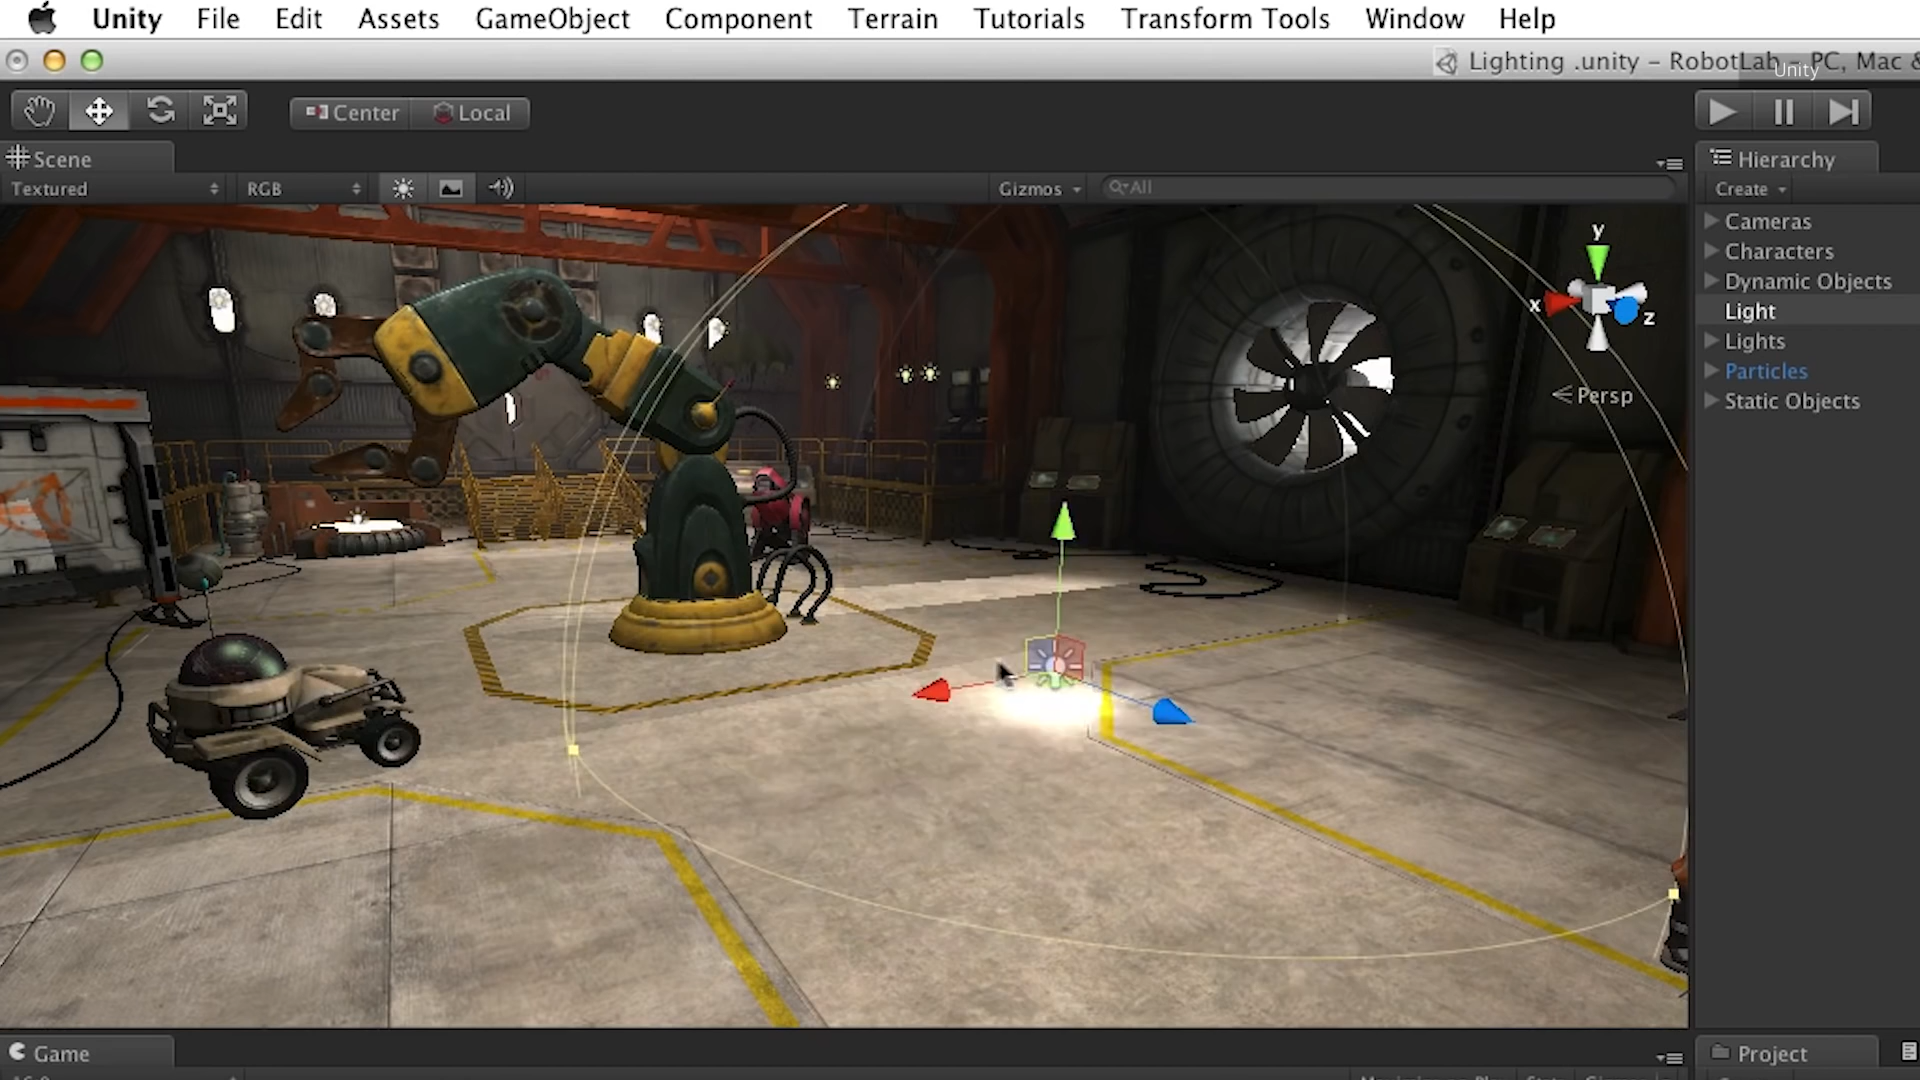 Unity File Edit Assets GameObject Component Terrain Tutorials Transform Tools Window Help
Lighting .unity – RobotLab – PC, Mac &
Unity
Center Local
Scene
Hierarchy
Textured RGB Gizmos All
Create
Cameras
Characters
Dynamic Objects
Light
Lights
Particles
Static Objects
y
x
z
Persp
Game
Project